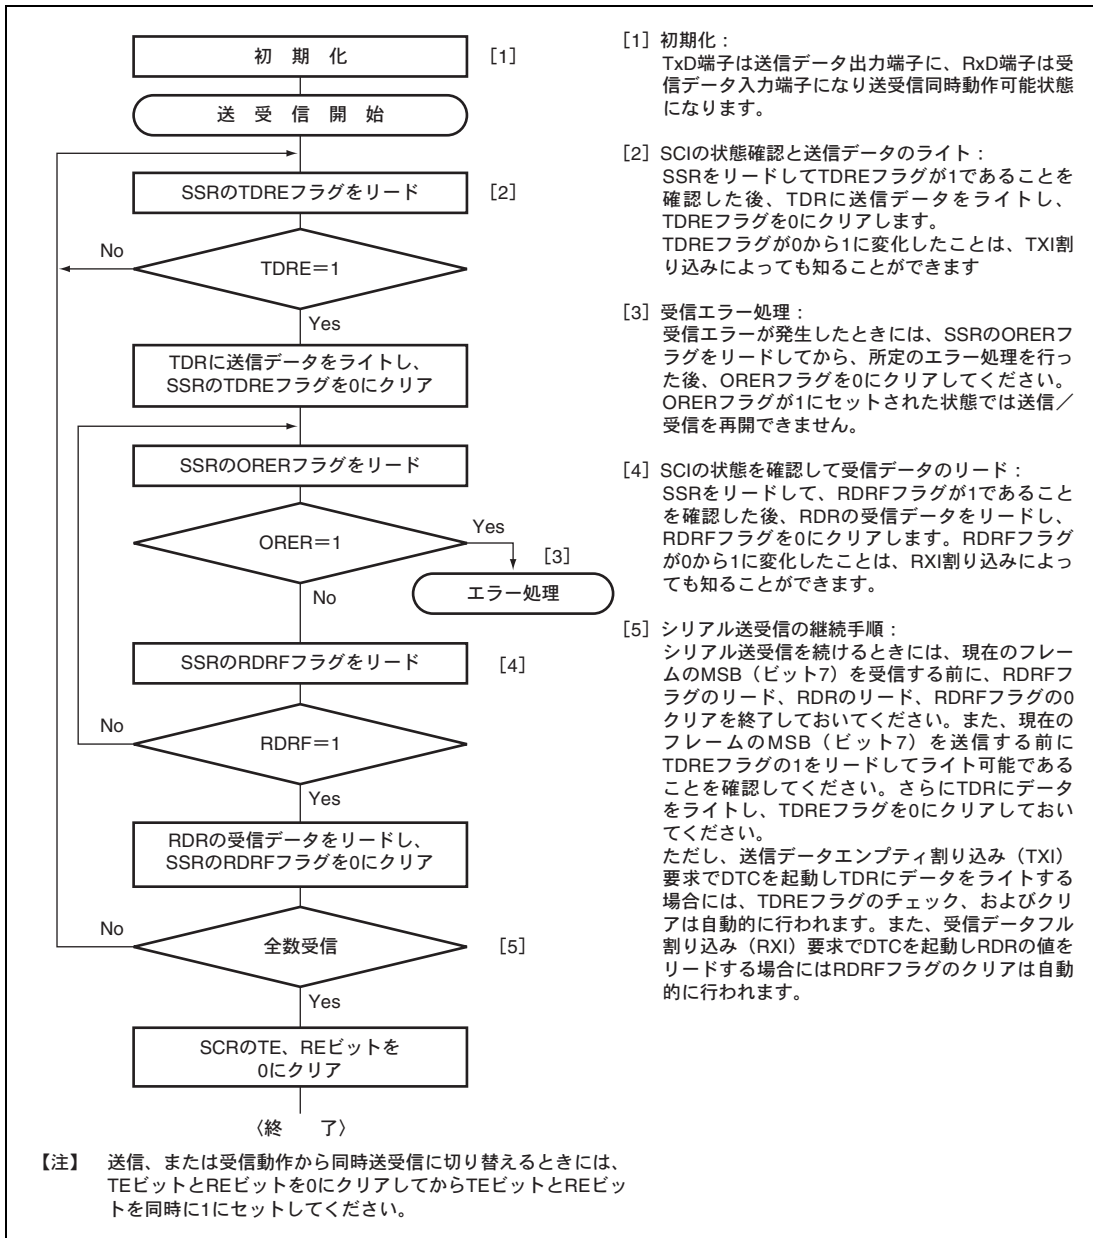 初　期　化
[1]
送　受　信　開　始
SSRのTDREフラグをリード
[2]
No
TDRE＝1
Yes
TDRに送信データをライトし、
SSRのTDREフラグを0にクリア
SSRのORERフラグをリード
Yes
ORER＝1
[3]
エラー処理
No
SSRのRDRFフラグをリード
[4]
No
RDRF＝1
Yes
RDRの受信データをリードし、
SSRのRDRFフラグを0にクリア
No
全数受信
[5]
Yes
SCRのTE、REビットを
0にクリア
〈終　　了〉
[1] 初期化：
TxD端子は送信データ出力端子に、RxD端子は受
信データ入力端子になり送受信同時動作可能状態
になります。
[2] SCIの状態確認と送信データのライト：
SSRをリードしてTDREフラグが1であることを
確認した後、TDRに送信データをライトし、
TDREフラグを0にクリアします。
TDREフラグが0から1に変化したことは、TXI割
り込みによっても知ることができます
[3] 受信エラー処理：
受信エラーが発生したときには、SSRのORERフ
ラグをリードしてから、所定のエラー処理を行っ
た後、ORERフラグを0にクリアしてください。
ORERフラグが1にセットされた状態では送信／
受信を再開できません。
[4] SCIの状態を確認して受信データのリード：
SSRをリードして、RDRFフラグが1であること
を確認した後、RDRの受信データをリードし、
RDRFフラグを0にクリアします。RDRFフラグ
が0から1に変化したことは、RXI割り込みによっ
ても知ることができます。
[5] シリアル送受信の継続手順：
シリアル送受信を続けるときには、現在のフレー
ムのMSB（ビット7）を受信する前に、RDRFフ
ラグのリード、RDRのリード、RDRFフラグの0
クリアを終了しておいてください。また、現在の
フレームのMSB（ビット7）を送信する前に
TDREフラグの1をリードしてライト可能である
ことを確認してください。さらにTDRにデータ
をライトし、TDREフラグを0にクリアしておい
てください。
ただし、送信データエンプティ割り込み（TXI）
要求でDTCを起動しTDRにデータをライトする
場合には、TDREフラグのチェック、およびクリ
アは自動的に行われます。また、受信データフル
割り込み（RXI）要求でDTCを起動しRDRの値を
リードする場合にはRDRFフラグのクリアは自動
的に行われます。
【注】　送信、または受信動作から同時送受信に切り替えるときには、
TEビットとREビットを0にクリアしてからTEビットとREビッ
トを同時に1にセットしてください。